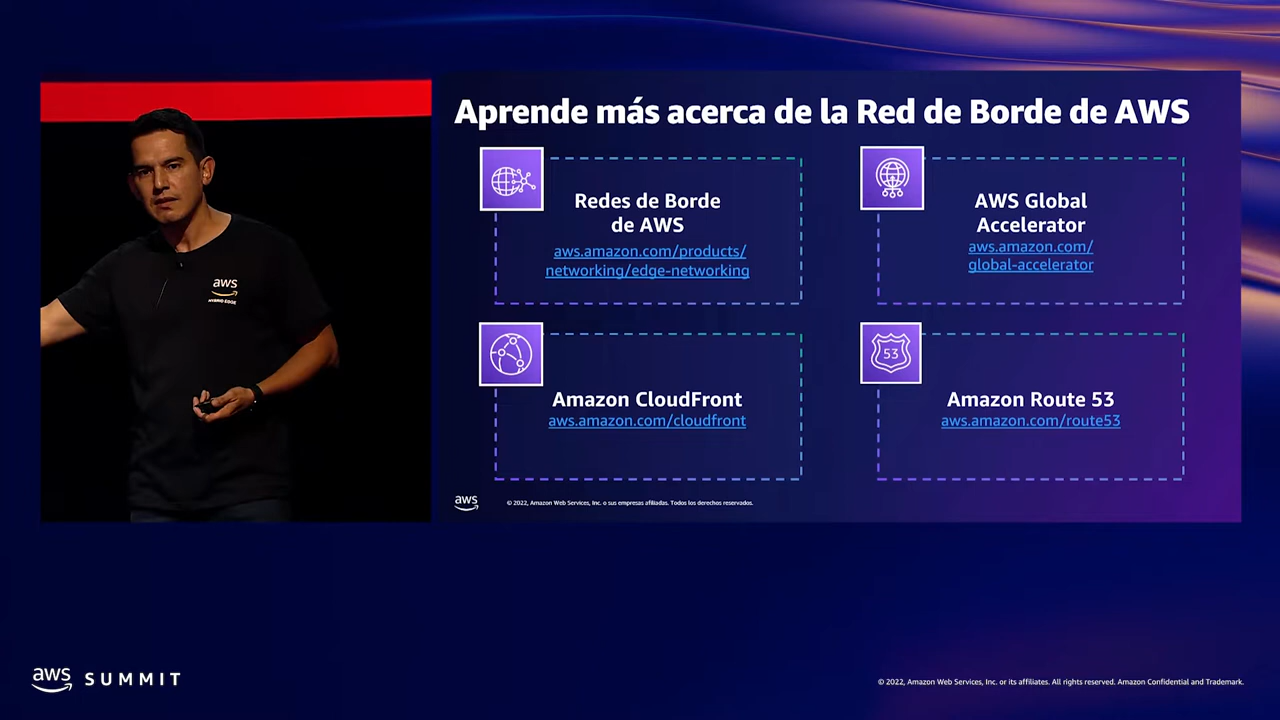 Aprende más acerca de la Red de Borde de AWS
Redes de Borde
de AWS
aws.amazon.com/products/
networking/edge-networking
AWS Global
Accelerator
aws.amazon.com/
global-accelerator
53
Amazon CloudFront
aws.amazon.com/cloudfront
Amazon Route 53
aws.amazon.com/route53
aws
HYBRID EDGE
aws
© 2022, Amazon Web Services, Inc. o sus empresas afiliadas. Todos los derechos reservados.
aws SUMMIT
© 2022, Amazon Web Services, Inc. or its affiliates. All rights reserved. Amazon Confidential and Trademark.